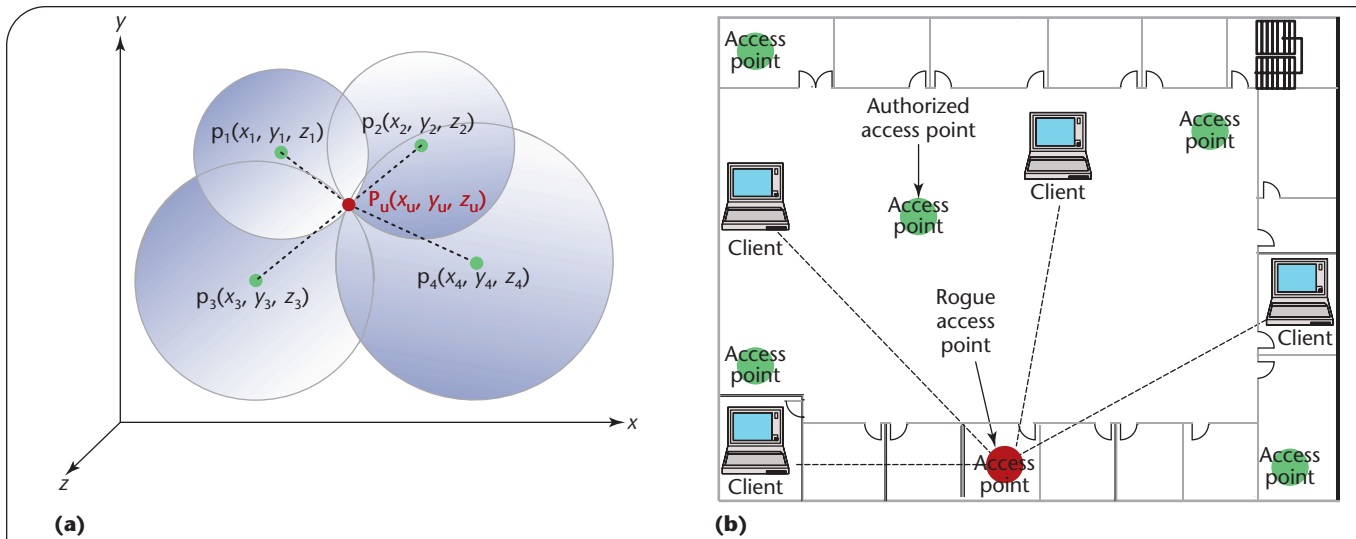 y
p1(x1, y1, z1)
p2(x2, y2, z2)
Pu(xu, yu, zu)
p3(x3, y3, z3)
p4(x4, y4, z4)
x
z
(a)
Access
point
Authorized
access point
Access
point
Access
point
Client
Client
Client
Rogue
access
point
Access
point
Client
Access
point
Access
point
(b)